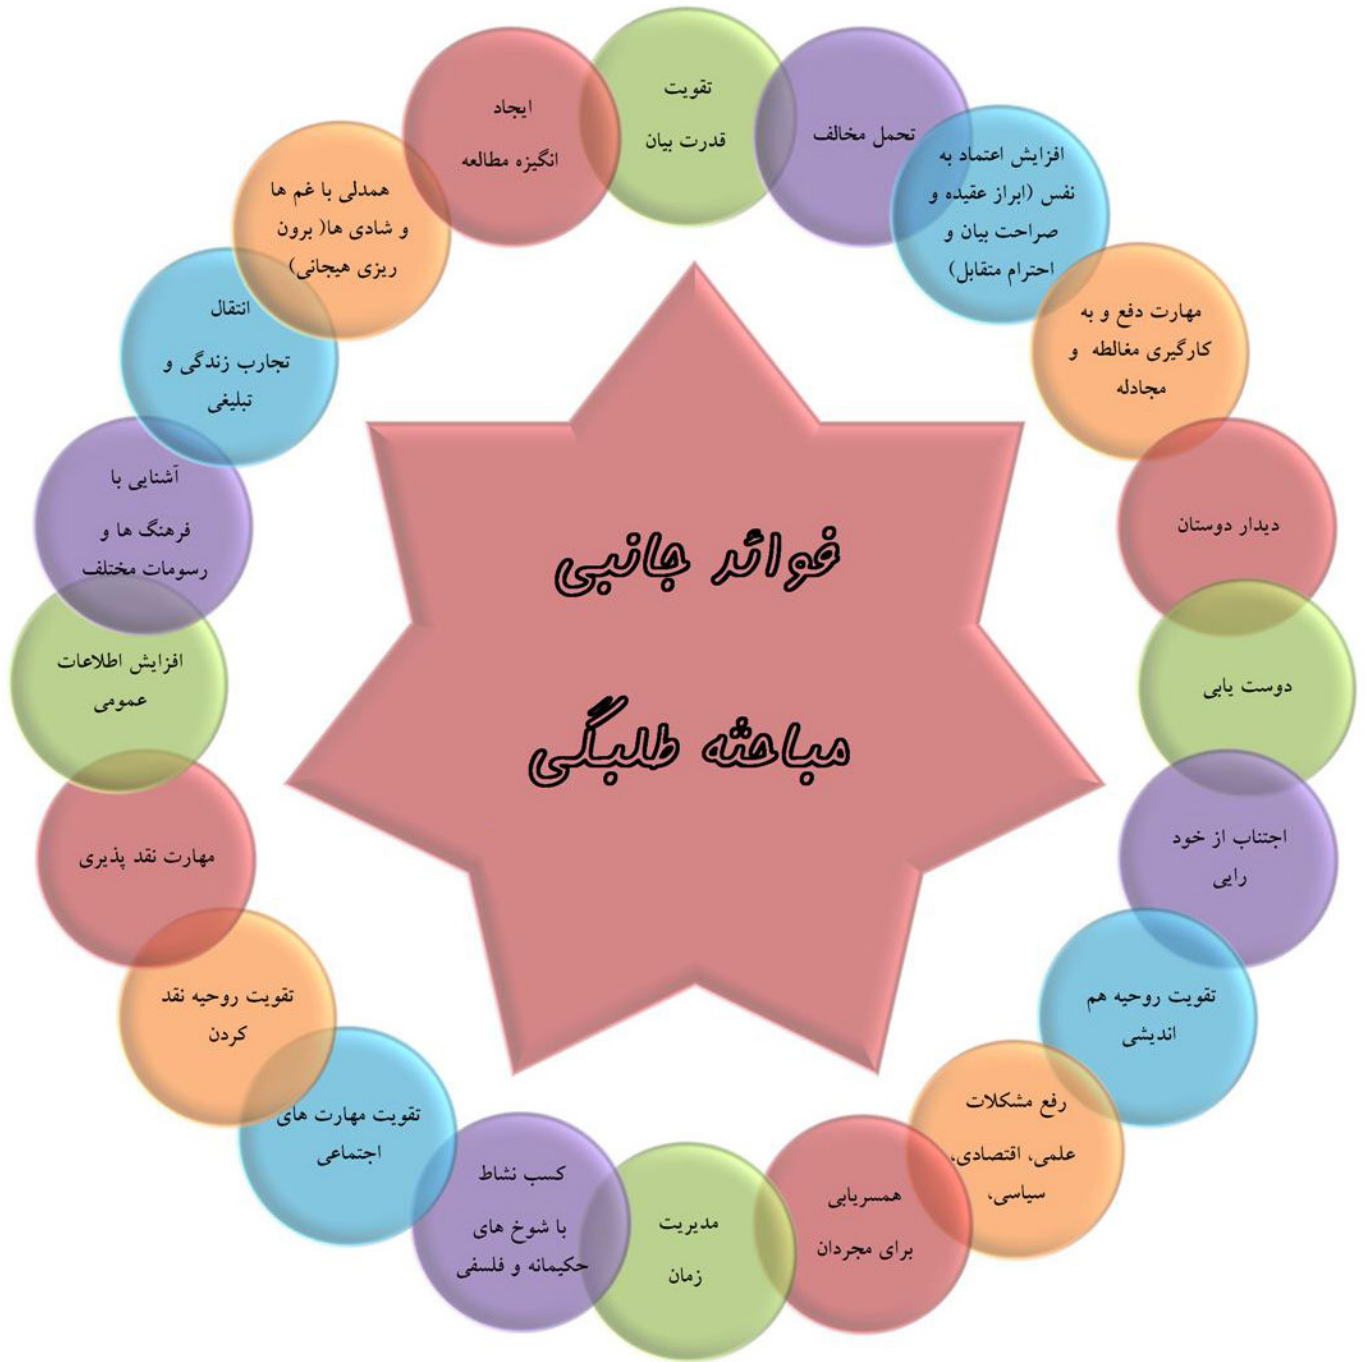 فوائد جانبی
مباحثه طلبگی
تقویت
قدرت بیان
تحمل مخالف
افزایش اعتماد به
نفس (ابراز عقیده و
صراحت بیان و
احترام متقابل)
مهارت دفع و به
کارگیری مغالطه و
مجادله
دیدار دوستان
دوست یابی
اجتناب از خود
رایی
تقویت روحیه هم
اندیشی
رفع مشکلات
علمی، اقتصادی،
سیاسی،
همسریابی
برای مجردان
مدیریت
زمان
کسب نشاط
با شوخ های
حکیمانه و فلسفی
تقویت مهارت های
اجتماعی
تقویت روحیه نقد
کردن
مهارت نقد پذیری
افزایش اطلاعات
عمومی
آشنایی با
فرهنگ ها و
رسومات مختلف
انتقال
تجارب زندگی و
تبلیغی
همدلی با غم ها
و شادی ها( برون
ریزی هیجانی)
ایجاد
انگیزه مطالعه